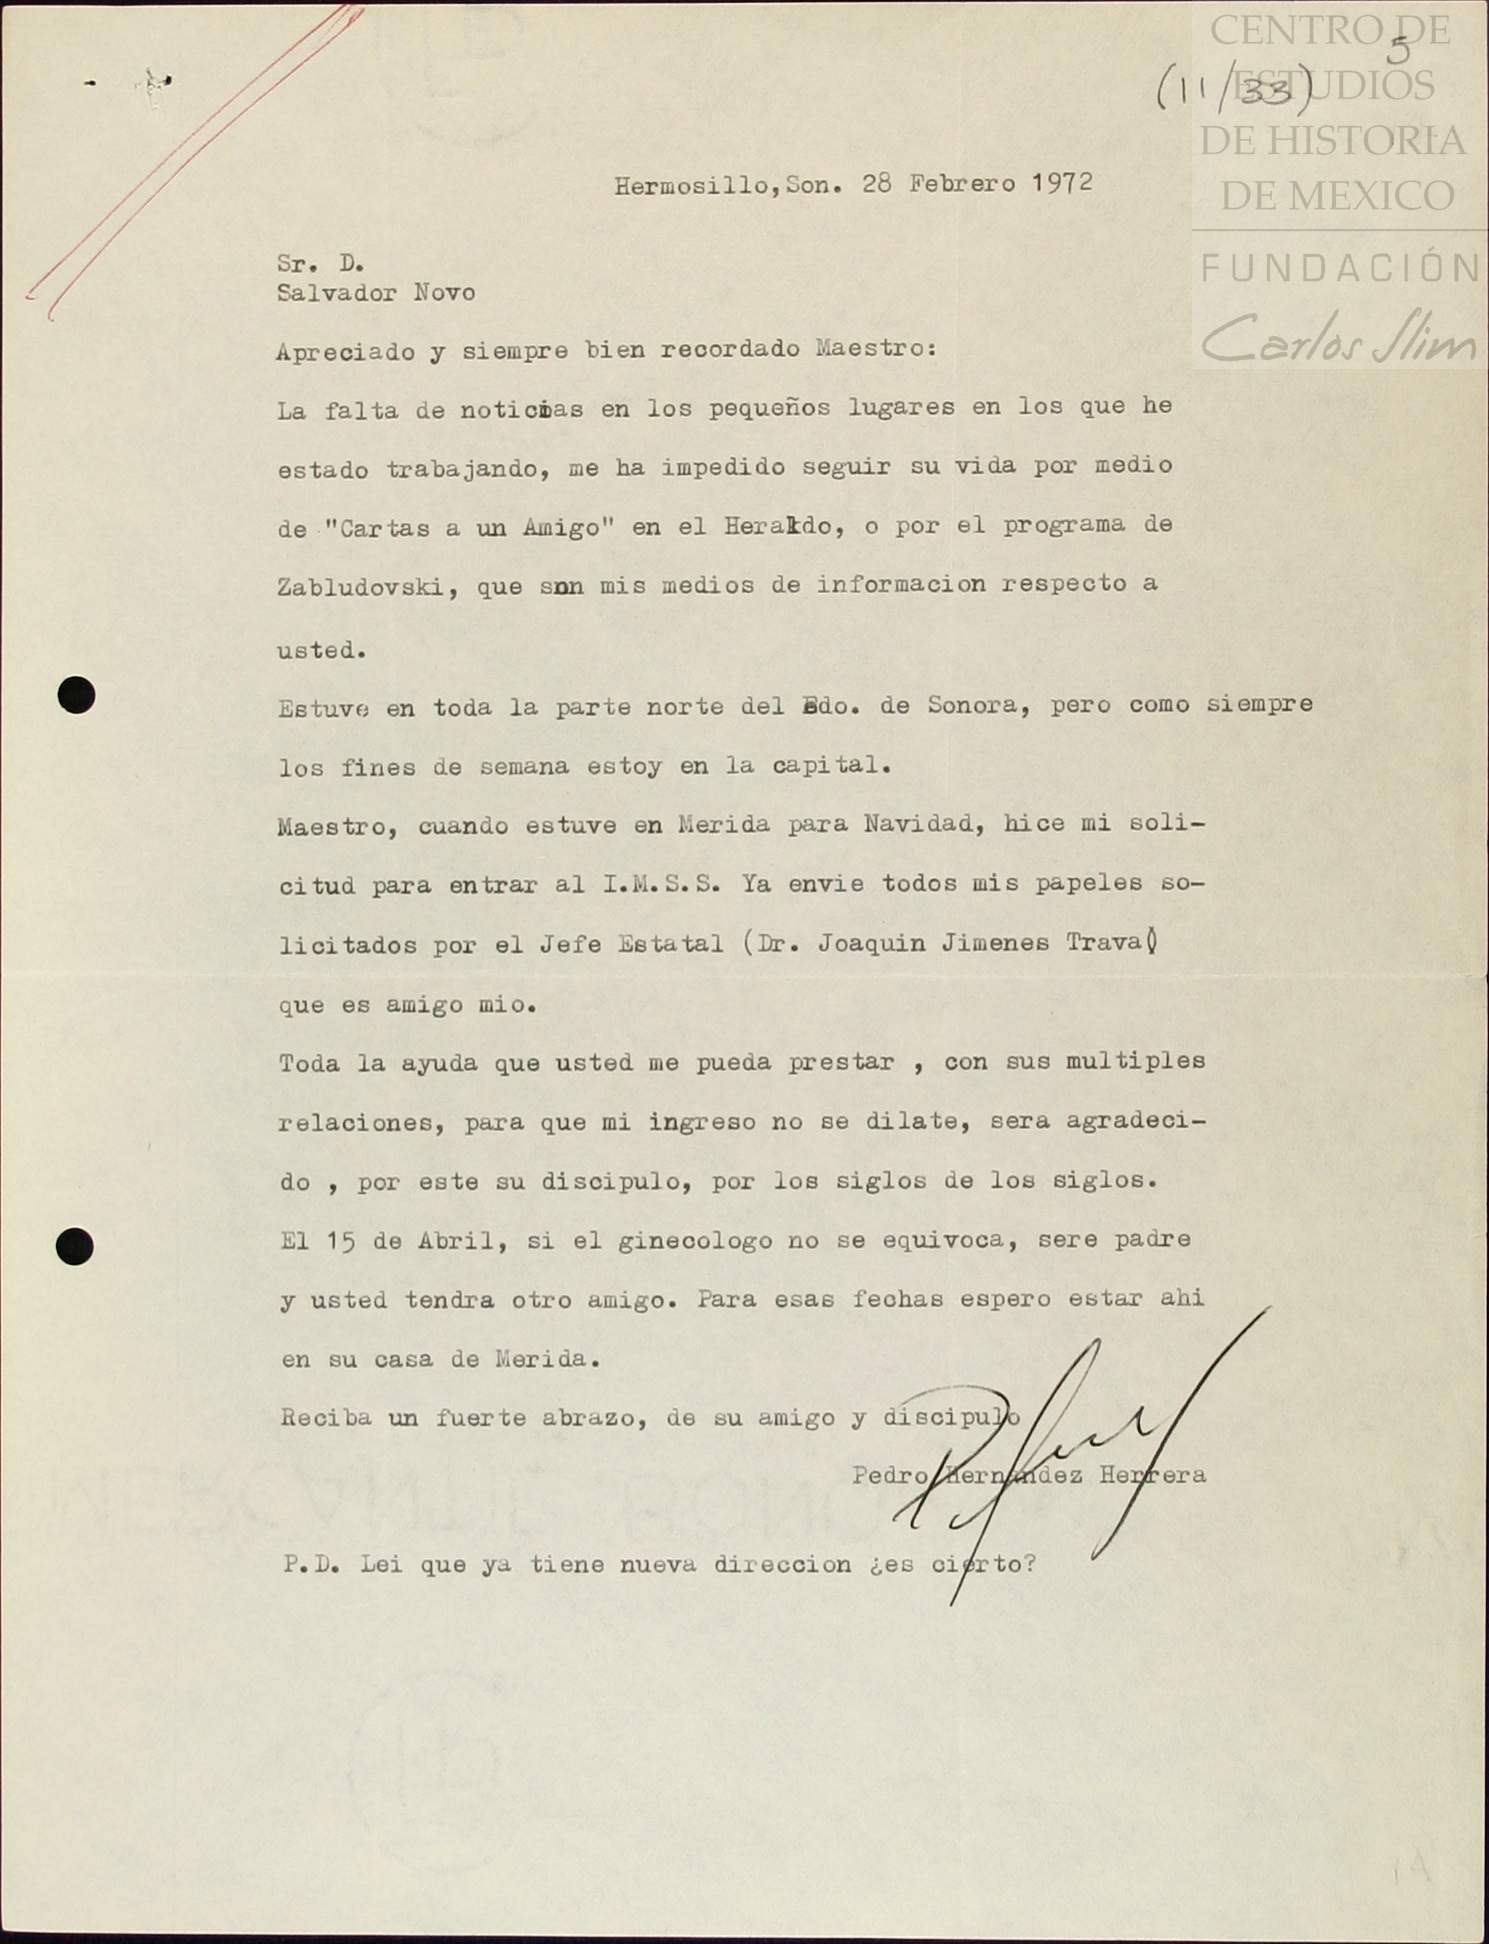 CENTRO DE
ESTUDIOS
DE HISTORIA
DE MEXICO
FUNDACIÓN
Carlos Slim
5
(11/33)
Hermosillo,Son. 28 Febrero 1972
Sr. D.
Salvador Novo
Apreciado y siempre bien recordado Maestro:
La falta de noticias en los pequeños lugares en los que he
estado trabajando, me ha impedido seguir su vida por medio
de "Cartas a un Amigo" en el Heraldo, o por el programa de
Zabludovski, que son mis medios de informacion respecto a
usted.
Estuve en toda la parte norte del Edo. de Sonora, pero como siempre
los fines de semana estoy en la capital.
Maestro, cuando estuve en Merida para Navidad, hice mi soli-
citud para entrar al I.M.S.S. Ya envie todos mis papeles so-
licitados por el Jefe Estatal (Dr. Joaquin Jimenes Trava)
que es amigo mio.
Toda la ayuda que usted me pueda prestar , con sus multiples
relaciones, para que mi ingreso no se dilate, sera agradeci-
do , por este su discipulo, por los siglos de los siglos.
El 15 de Abril, si el ginecologo no se equivoca, sere padre
y usted tendra otro amigo. Para esas fechas espero estar ahi
en su casa de Merida.
Reciba un fuerte abrazo, de su amigo y discipulo
Pedro Hernandez Herrera
P.D. Lei que ya tiene nueva direccion ¿es cierto?